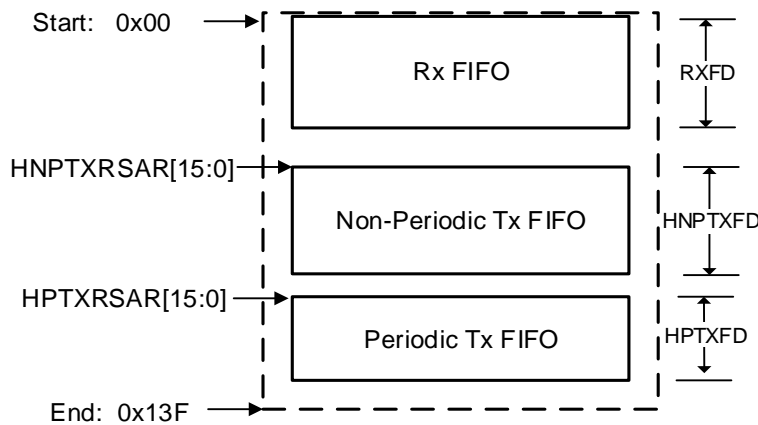 Start: 0x00
Rx FIFO
RXFD
HNPTXRSAR[15:0]
Non-Periodic Tx FIFO
HNPTXFD
HPTXRSAR[15:0]
Periodic Tx FIFO
HPTXFD
End: 0x13F